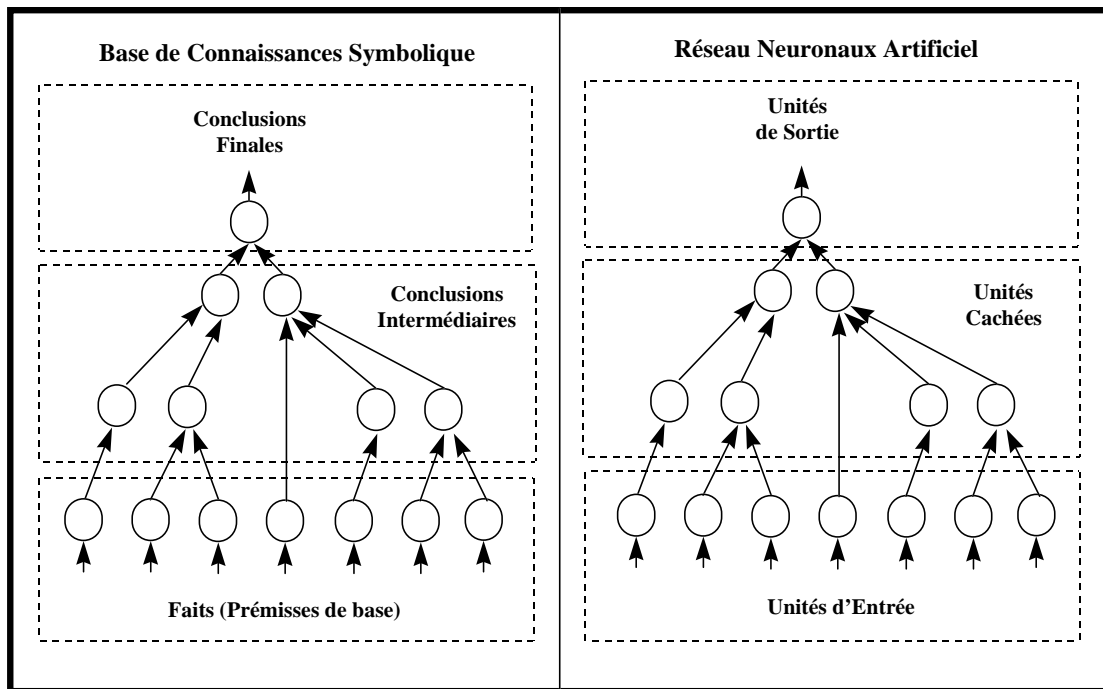 Base de Connaissances Symbolique
Conclusions
Finales
Conclusions
Intermédiaires
Faits (Prémisses de base)
Réseau Neuronaux Artificiel
Unités
de Sortie
Unités
Cachées
Unités d'Entrée